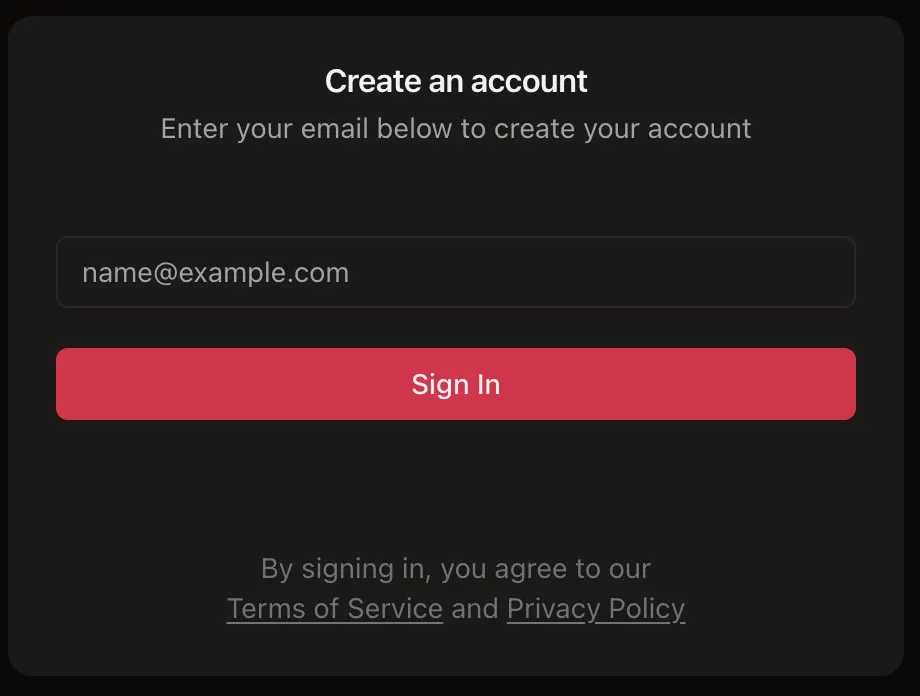 Create an account
Enter your email below to create your account
name@example.com
Sign In
By signing in, you agree to our
Terms of Service and Privacy Policy